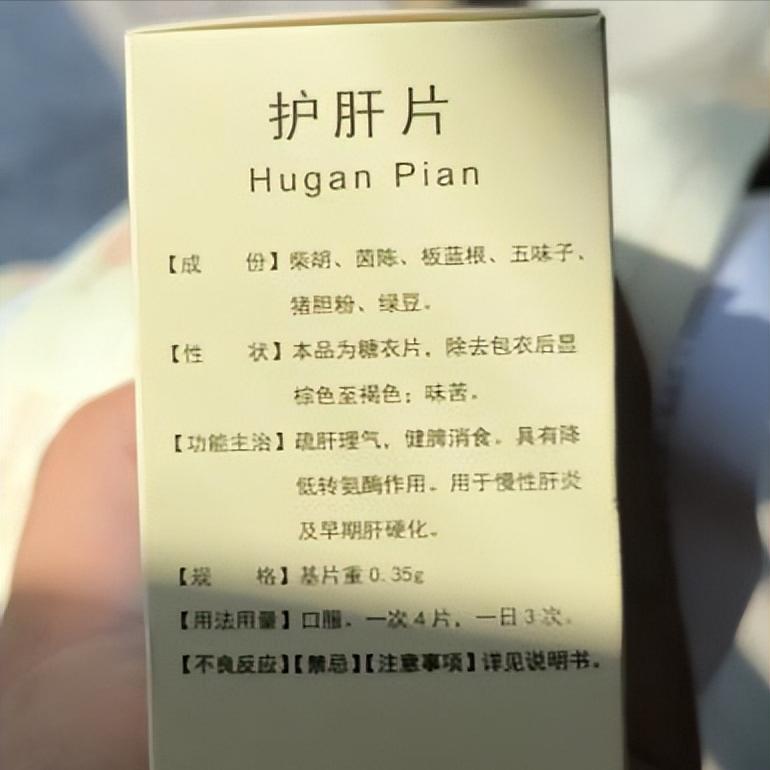 护肝片
Hugan Pian
【成　份】柴胡、茵陈、板蓝根、五味子、
猪胆粉、绿豆。
【性　状】本品为糖衣片，除去包衣后显
棕色至褐色；味苦。
【功能主治】疏肝理气，健脾消食。具有降
低转氨酶作用。用于慢性肝炎
及早期肝硬化。
【规　格】基片重0.35g
【用法用量】口服。一次4片，一日3次。
【不良反应】【禁忌】【注意事项】详见说明书。